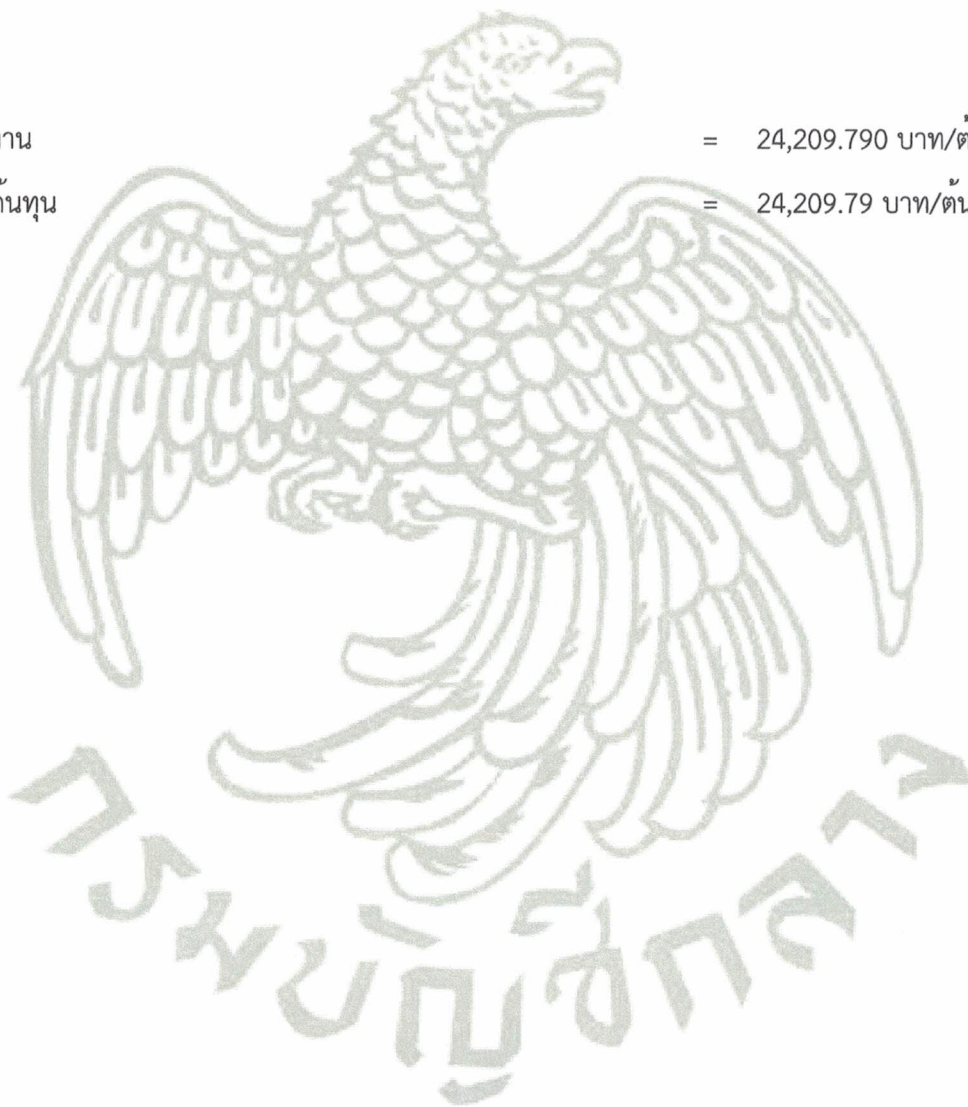 าน = 24,209.790 บาท/ต้
้นทุน = 24,209.79 บาท/ต้น
กรมบัญชีกลาง